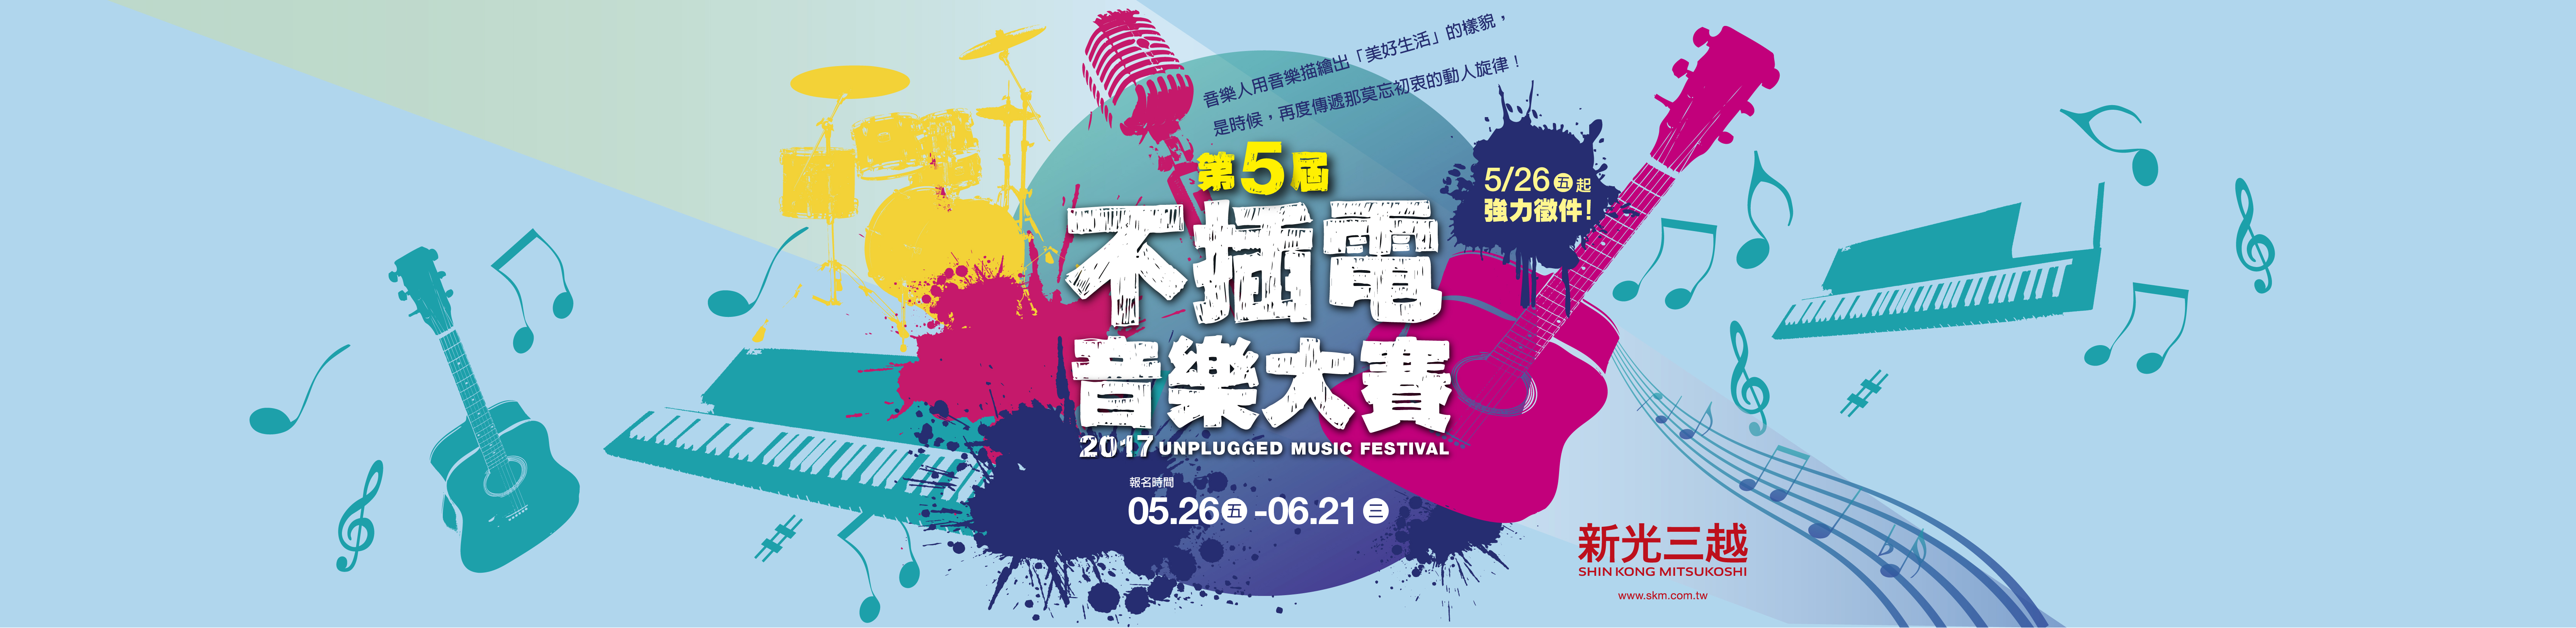 音樂人用音樂描繪出「美好生活」的樣貌，
是時候，再度傳遞那莫忘初衷的動人旋律！
第5屆
不插電
音樂大賽
2017 UNPLUGGED MUSIC FESTIVAL
報名時間
05.26㊄-06.21㊂
5/26㊄起
強力徵件!
新光三越
SHIN KONG MITSUKOSHI
www.skm.com.tw